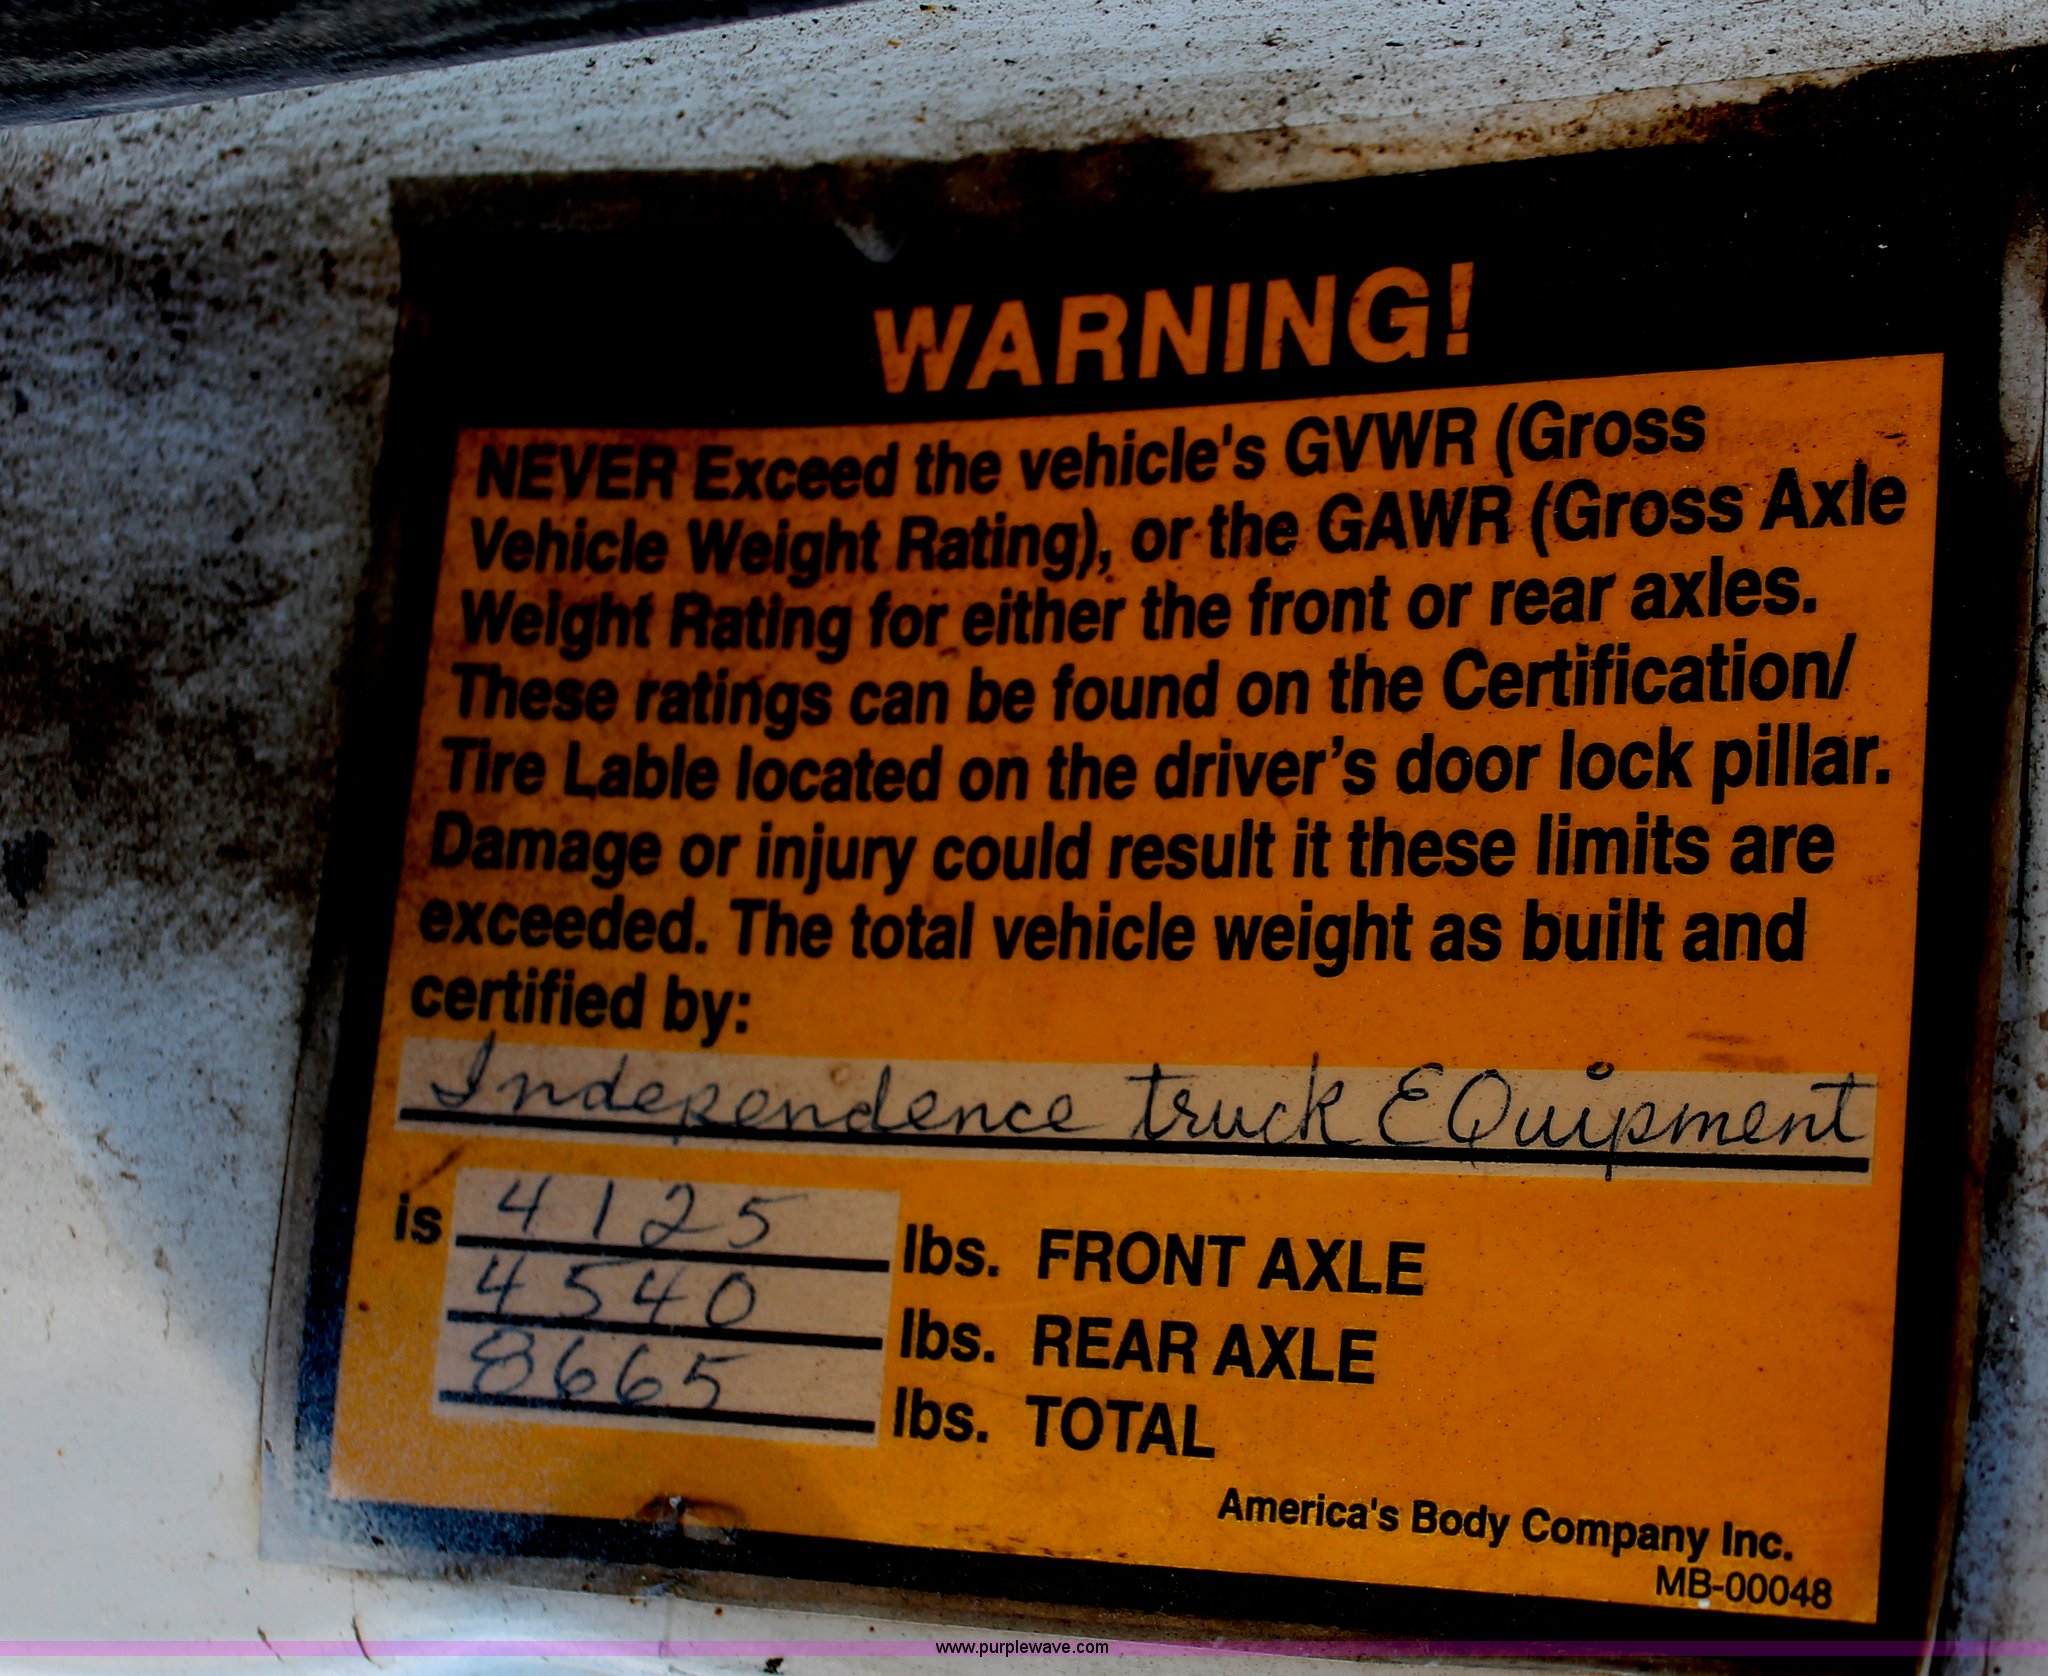 WARNING!
NEVER Exceed the vehicle's GVWR (Gross
Vehicle Weight Rating), or the GAWR (Gross Axle
Weight Rating for either the front or rear axles.
These ratings can be found on the Certification/
Tire Lable located on the driver's door lock pillar.
Damage or injury could result it these limits are
exceeded. The total vehicle weight as built and
certified by:
Independence truck EQuipment
is 4125 lbs. FRONT AXLE
4540 lbs. REAR AXLE
8665 lbs. TOTAL
America's Body Company Inc.
MB-00048
www.purplewave.com